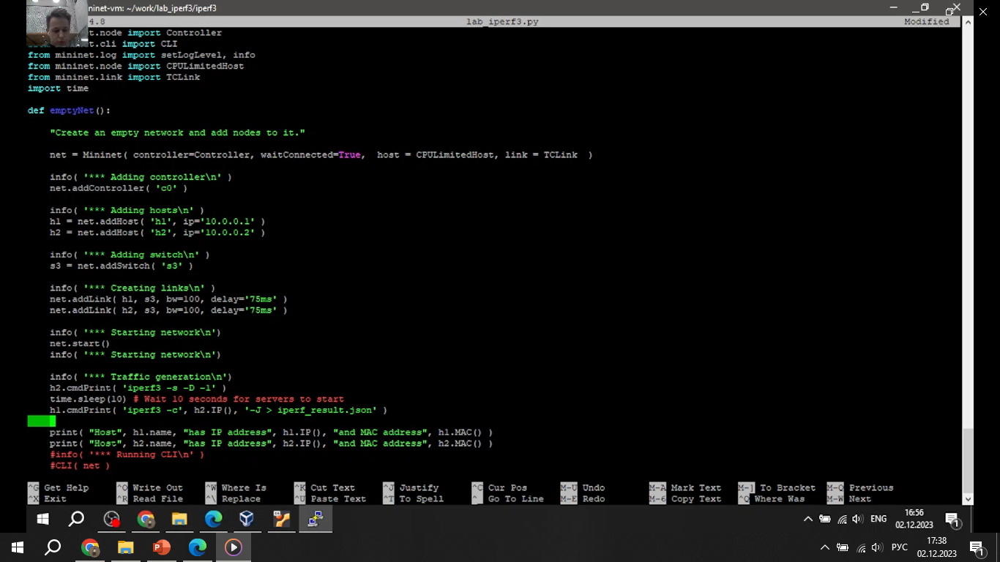 mininet-vm: ~/work/lab_iperf3/iperf3
4.8 lab_iperf3.py Modified
t.node import Controller
.cli import CLI
from mininet.log import setLogLevel, info
from mininet.node import CPULimitedHost
from mininet.link import TCLink
import time
def emptyNet():
"Create an empty network and add nodes to it."
net = Mininet( controller=Controller, waitConnected=True,  host = CPULimitedHost, link = TCLink  )
info( '*** Adding controller\n' )
net.addController( 'c0' )
info( '*** Adding hosts\n' )
h1 = net.addHost( 'h1', ip='10.0.0.1' )
h2 = net.addHost( 'h2', ip='10.0.0.2' )
info( '*** Adding switch\n' )
s3 = net.addSwitch( 's3' )
info( '*** Creating links\n' )
net.addLink( h1, s3, bw=100, delay='75ms' )
net.addLink( h2, s3, bw=100, delay='75ms' )
info( '*** Starting network\n')
net.start()
info( '*** Starting network\n')
info( '*** Traffic generation\n')
h2.cmdPrint( 'iperf3 -s -D -1' )
time.sleep(10) # Wait 10 seconds for servers to start
h1.cmdPrint( 'iperf3 -c', h2.IP(), '-J > iperf_result.json' )
print( "Host", h1.name, "has IP address", h1.IP(), "and MAC address", h1.MAC() )
print( "Host", h2.name, "has IP address", h2.IP(), "and MAC address", h2.MAC() )
#info( '*** Running CLI\n' )
#CLI( net )
^G Get Help ^O Write Out ^W Where Is ^K Cut Text ^J Justify ^C Cur Pos M-U Undo M-A Mark Text M-] To Bracket M-Q Previous
^X Exit ^R Read File ^\ Replace ^U Paste Text ^T To Spell ^_ Go To Line M-E Redo M-6 Copy Text ^Q Where Was M-W Next
ENG 16:56
02.12.2023 1
РУС 17:38
02.12.2023 1